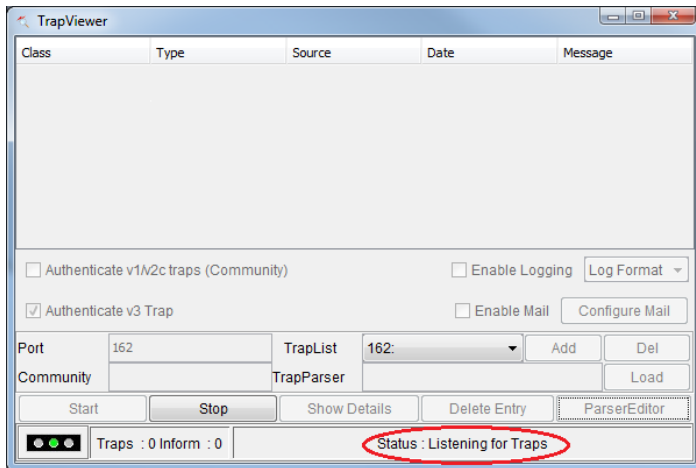 TrapViewer
Class Type Source Date Message
Authenticate v1/v2c traps (Community) Enable Logging Log Format
Authenticate v3 Trap Enable Mail Configure Mail
Port 162 TrapList 162: Add Del
Community TrapParser Load
Start Stop Show Details Delete Entry ParserEditor
Traps : 0 Inform : 0 Status : Listening for Traps